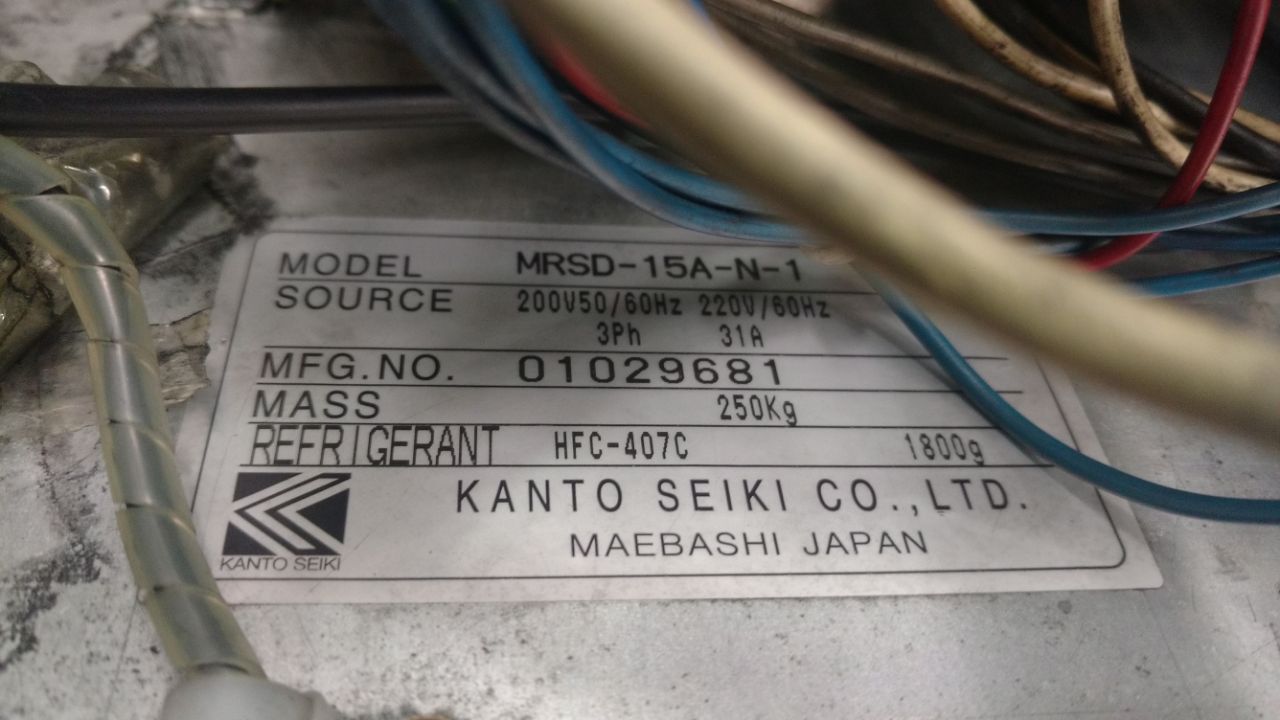 MODEL MRSD-15A-N-1
SOURCE 200V50/60Hz 220V/60Hz
3Ph 31A
MFG.NO. 01029681
MASS 250Kg
REFRIGERANT HFC-407C 1800g
KANTO SEIKI CO.,LTD.
MAEBASHI JAPAN
KANTO SEIKI